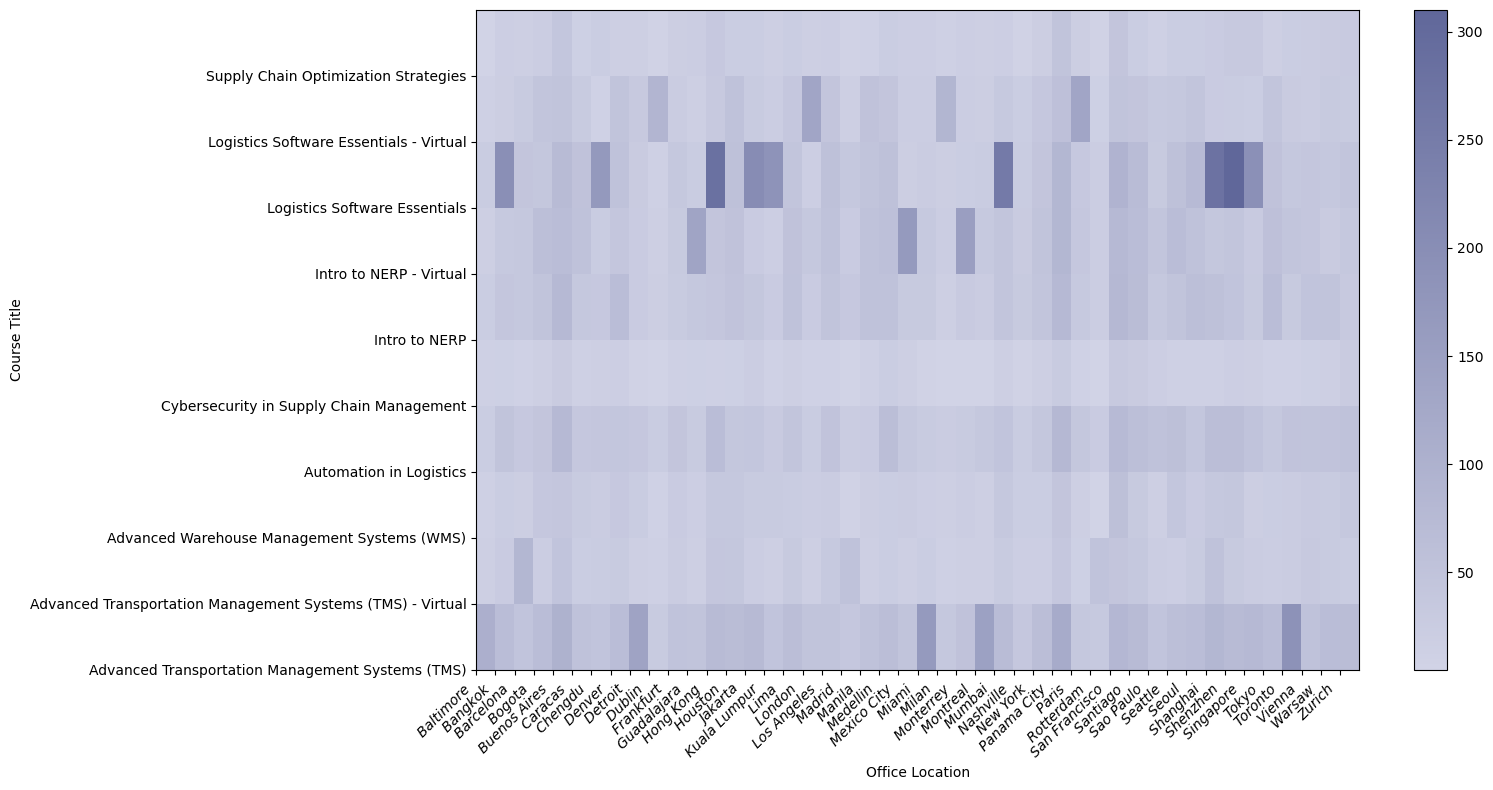 Course Title
Supply Chain Optimization Strategies
Logistics Software Essentials - Virtual
Logistics Software Essentials
Intro to NERP - Virtual
Intro to NERP
Cybersecurity in Supply Chain Management
Automation in Logistics
Advanced Warehouse Management Systems (WMS)
Advanced Transportation Management Systems (TMS) - Virtual
Advanced Transportation Management Systems (TMS)
Baltimore
Bangkok
Barcelona
Bogota
Buenos Aires
Caracas
Chengdu
Denver
Detroit
Dublin
Frankfurt
Guadalajara
Hong Kong
Houston
Jakarta
Kuala Lumpur
Lima
London
Los Angeles
Madrid
Manila
Medellin
Mexico City
Miami
Milan
Monterrey
Montreal
Mumbai
Nashville
New York
Panama City
Paris
Rotterdam
San Francisco
Santiago
Sao Paulo
Seattle
Seoul
Shanghai
Shenzhen
Singapore
Tokyo
Toronto
Vienna
Warsaw
Zurich
Office Location
300
250
200
150
100
50